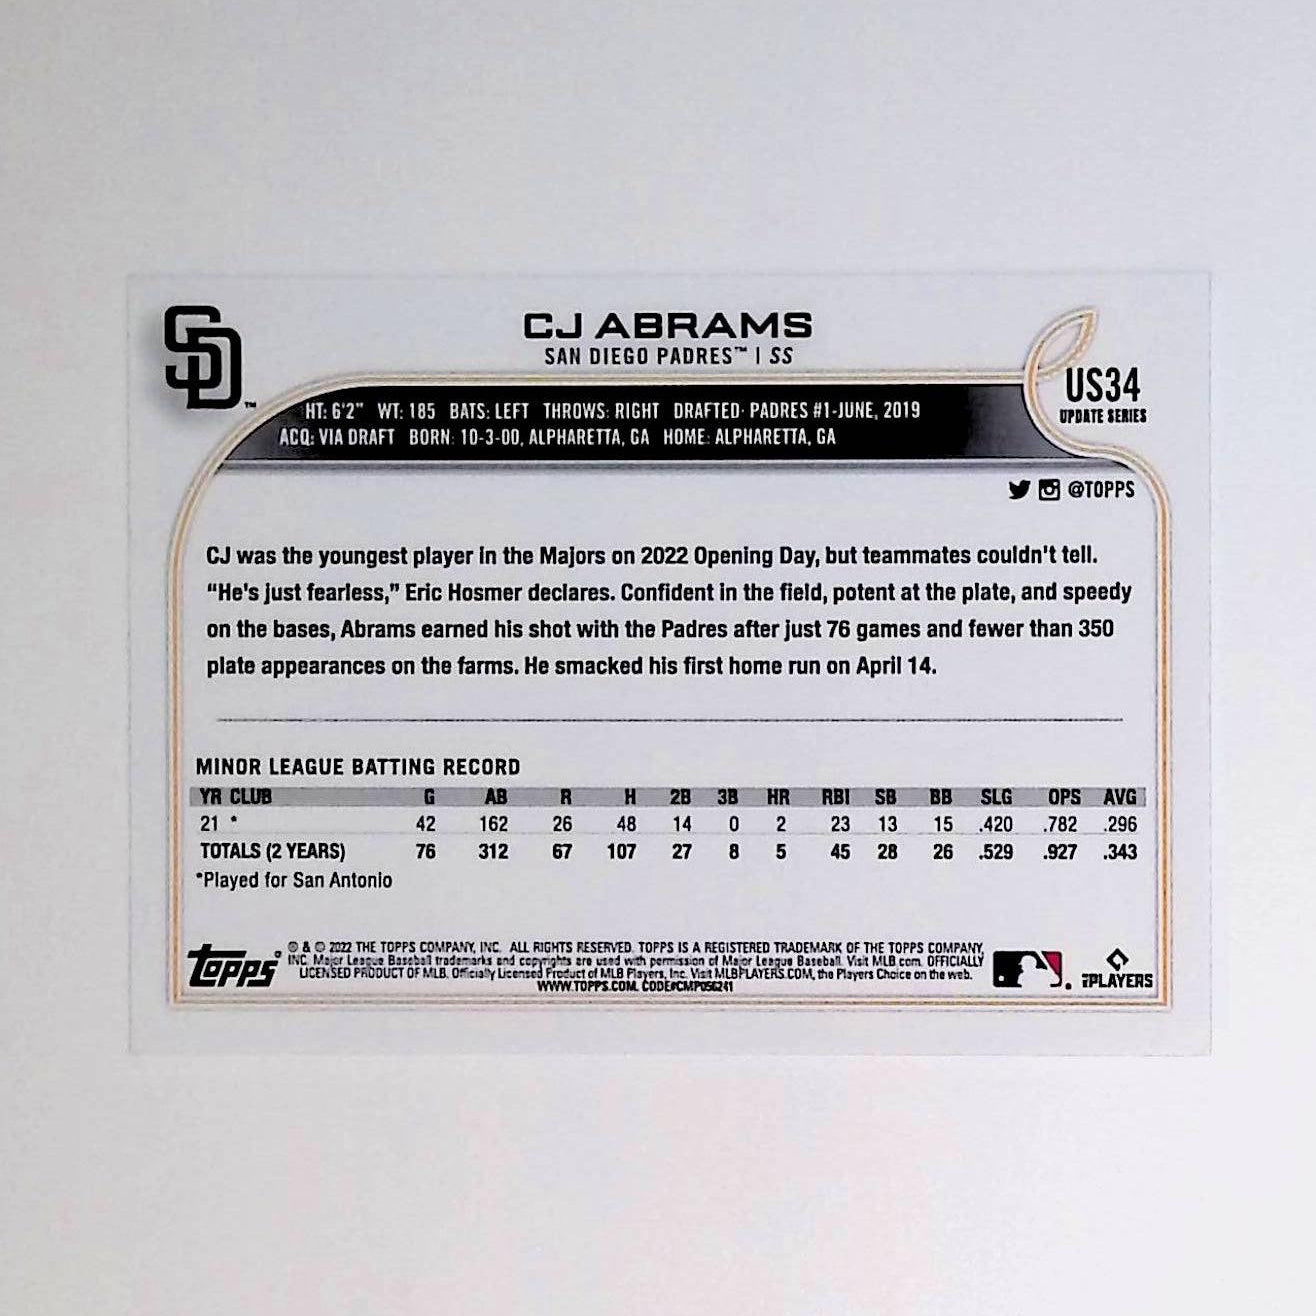 SD™
CJ ABRAMS
SAN DIEGO PADRES™ | SS
US34
UPDATE SERIES
HT: 6'2" WT: 185 BATS: LEFT THROWS: RIGHT DRAFTED: PADRES #1-JUNE, 2019
ACQ: VIA DRAFT BORN: 10-3-00, ALPHARETTA, GA HOME: ALPHARETTA, GA
@TOPPS
CJ was the youngest player in the Majors on 2022 Opening Day, but teammates couldn't tell.
“He's just fearless,” Eric Hosmer declares. Confident in the field, potent at the plate, and speedy
on the bases, Abrams earned his shot with the Padres after just 76 games and fewer than 350
plate appearances on the farms. He smacked his first home run on April 14.
MINOR LEAGUE BATTING RECORD
YR CLUB G AB R H 2B 3B HR RBI SB BB SLG OPS AVG
21 * 42 162 26 48 14 0 2 23 13 15 .420 .782 .296
TOTALS (2 YEARS) 76 312 67 107 27 8 5 45 28 26 .529 .927 .343
*Played for San Antonio
topps®
® & © 2022 THE TOPPS COMPANY, INC. ALL RIGHTS RESERVED. TOPPS IS A REGISTERED TRADEMARK OF THE TOPPS COMPANY,
INC. Major League Baseball trademarks and copyrights are used with permission of Major League Baseball. Visit MLB.com. OFFICIALLY
LICENSED PRODUCT OF MLB. Officially Licensed Product of MLB Players, Inc. Visit MLBPLAYERS.COM, the Players Choice on the web.
WWW.TOPPS.COM. CODE#CMP056241
PLAYERS